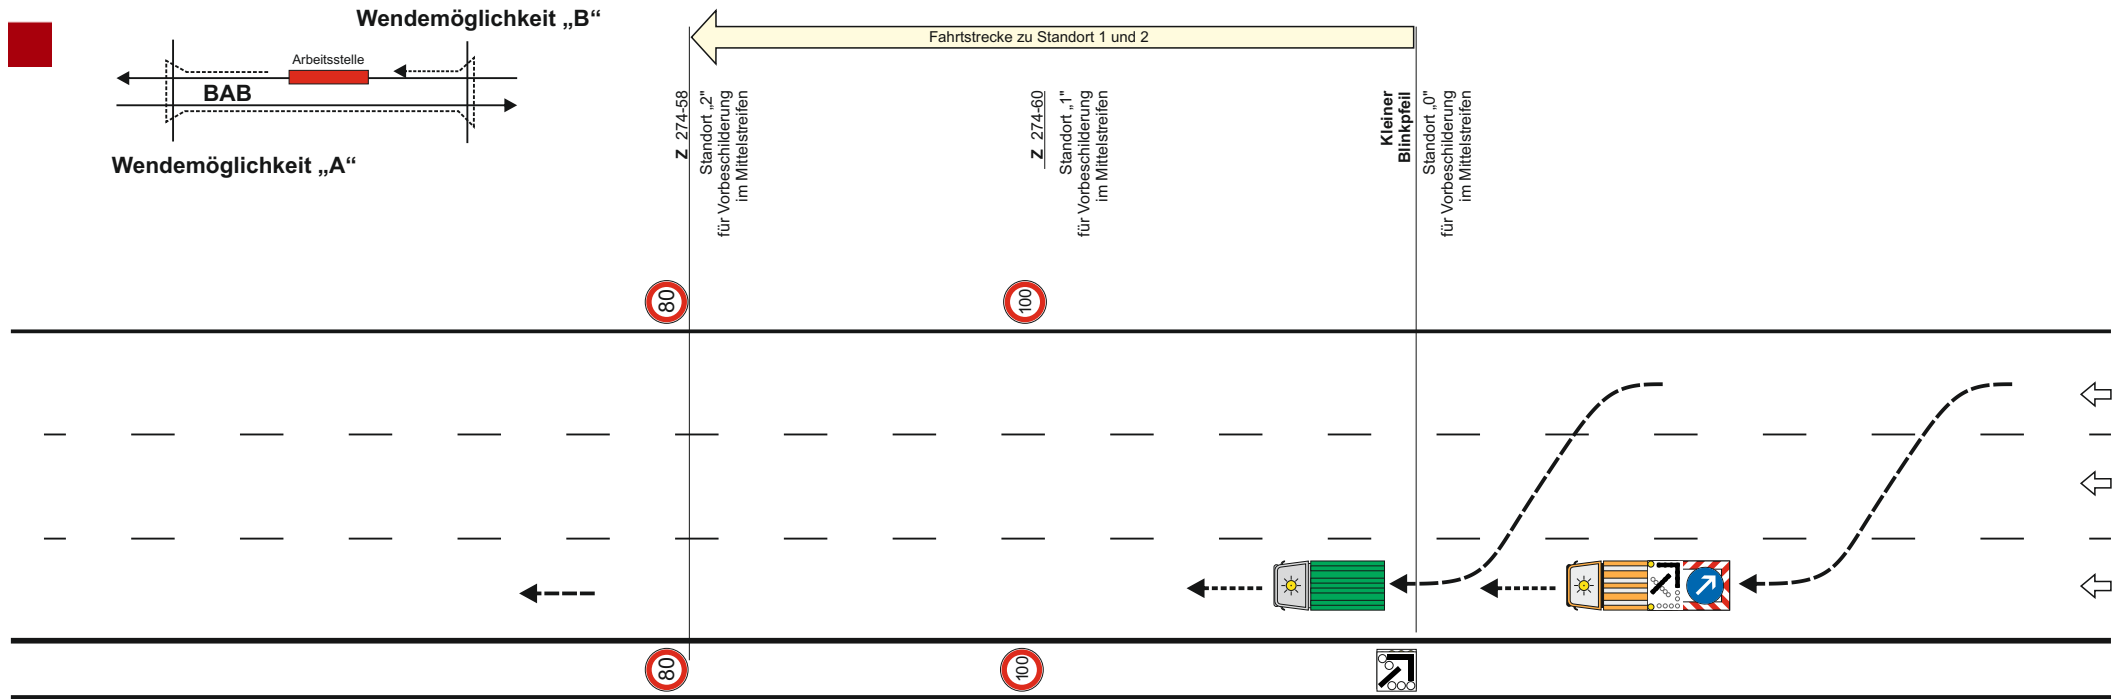 Wendemöglichkeit „B“
Arbeitsstelle
BAB
Wendemöglichkeit „A“
Fahrtstrecke zu Standort 1 und 2
Z 274-58
Standort „2"
für Vorbeschilderung
im Mittelstreifen
Z 274-60
Standort „1"
für Vorbeschilderung
im Mittelstreifen
Kleiner
Blinkpfeil
Standort „0"
für Vorbeschilderung
im Mittelstreifen
80
100
80
100